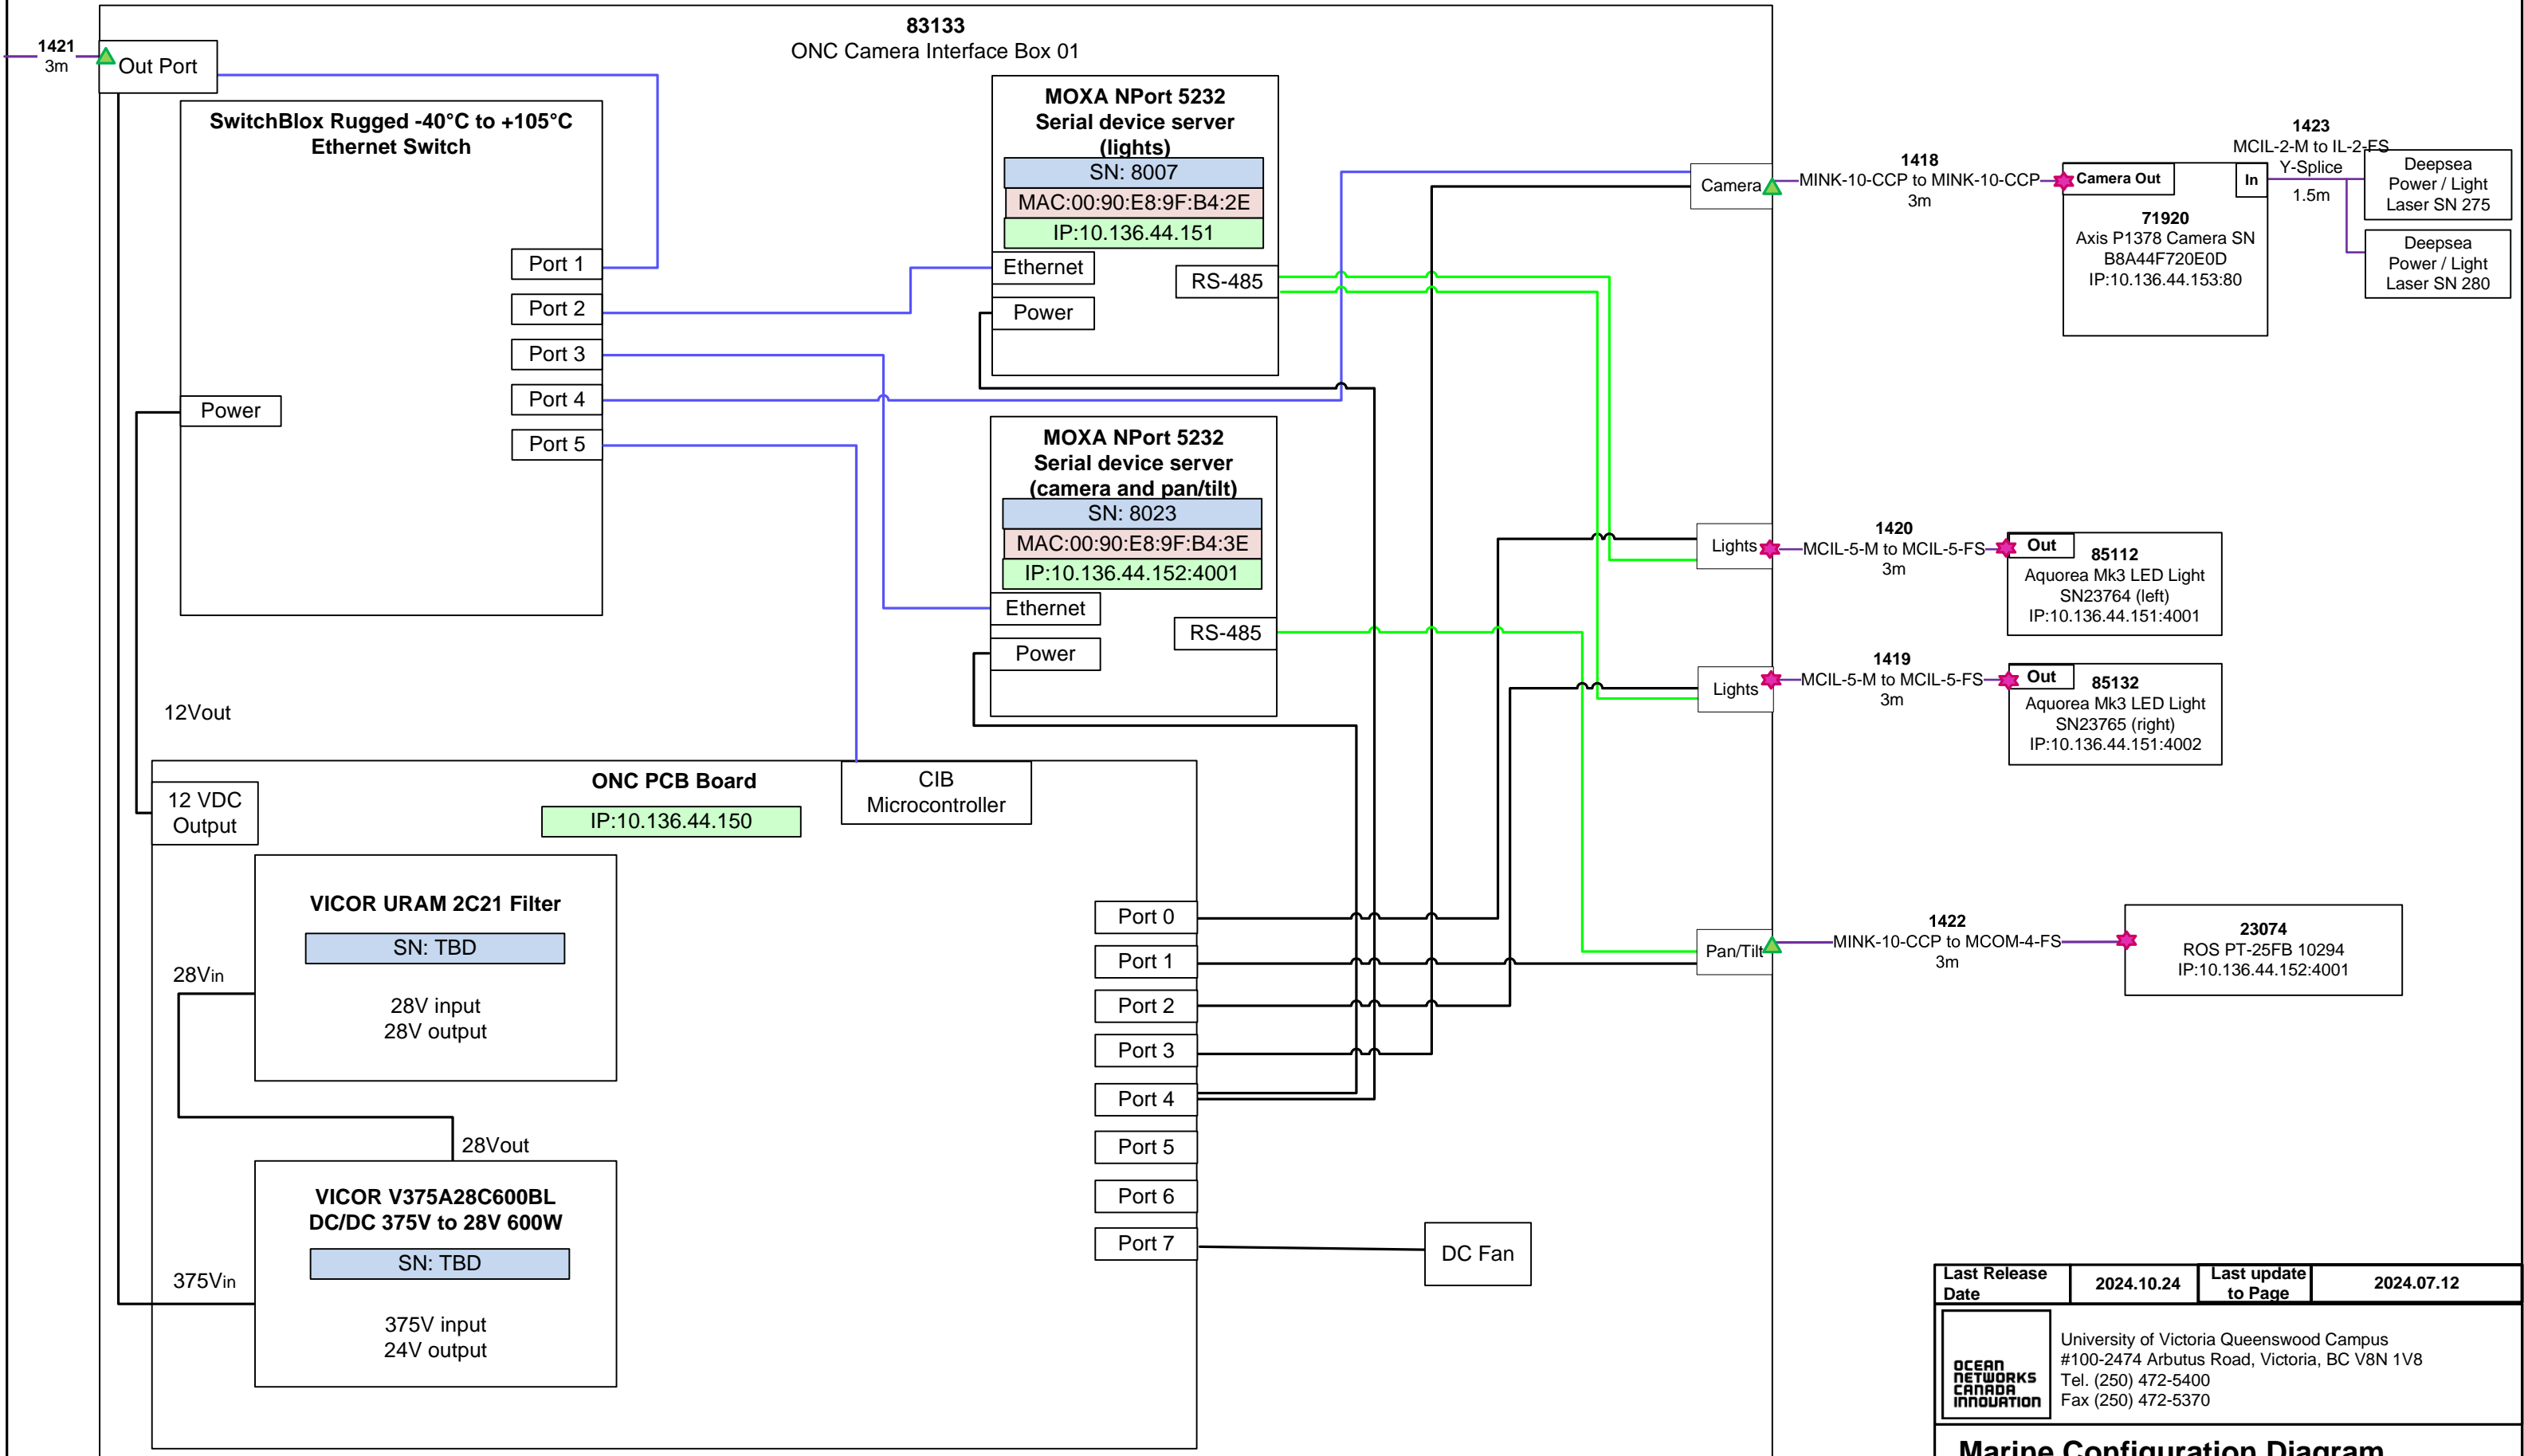 83133
ONC Camera Interface Box 01
1421
3m
Out Port
SwitchBlox Rugged -40°C to +105°C
Ethernet Switch
Port 1
Port 2
Port 3
Port 4
Port 5
Power
12Vout
MOXA NPort 5232
Serial device server
(lights)
SN: 8007
MAC:00:90:E8:9F:B4:2E
IP:10.136.44.151
Ethernet
Power
RS-485
MOXA NPort 5232
Serial device server
(camera and pan/tilt)
SN: 8023
MAC:00:90:E8:9F:B4:3E
IP:10.136.44.152:4001
Ethernet
Power
RS-485
Camera
1418
MINK-10-CCP to MINK-10-CCP
3m
Camera Out
In
71920
Axis P1378 Camera SN
B8A44F720E0D
IP:10.136.44.153:80
1423
MCIL-2-M to IL-2-FS
Y-Splice
1.5m
Deepsea
Power / Light
Laser SN 275
Deepsea
Power / Light
Laser SN 280
Lights
1420
MCIL-5-M to MCIL-5-FS
3m
Out
85112
Aquorea Mk3 LED Light
SN23764 (left)
IP:10.136.44.151:4001
Lights
1419
MCIL-5-M to MCIL-5-FS
3m
Out
85132
Aquorea Mk3 LED Light
SN23765 (right)
IP:10.136.44.151:4002
Pan/Tilt
1422
MINK-10-CCP to MCOM-4-FS
3m
23074
ROS PT-25FB 10294
IP:10.136.44.152:4001
12 VDC
Output
ONC PCB Board
IP:10.136.44.150
CIB
Microcontroller
VICOR URAM 2C21 Filter
SN: TBD
28V input
28V output
28Vin
28Vout
VICOR V375A28C600BL
DC/DC 375V to 28V 600W
SN: TBD
375V input
24V output
375Vin
Port 0
Port 1
Port 2
Port 3
Port 4
Port 5
Port 6
Port 7
DC Fan
Last Release
Date
2024.10.24
Last update
to Page
2024.07.12
OCEAN
NETWORKS
CANADA
INNOVATION
University of Victoria Queenswood Campus
#100-2474 Arbutus Road, Victoria, BC V8N 1V8
Tel. (250) 472-5400
Fax (250) 472-5370
Marine Configuration Diagram